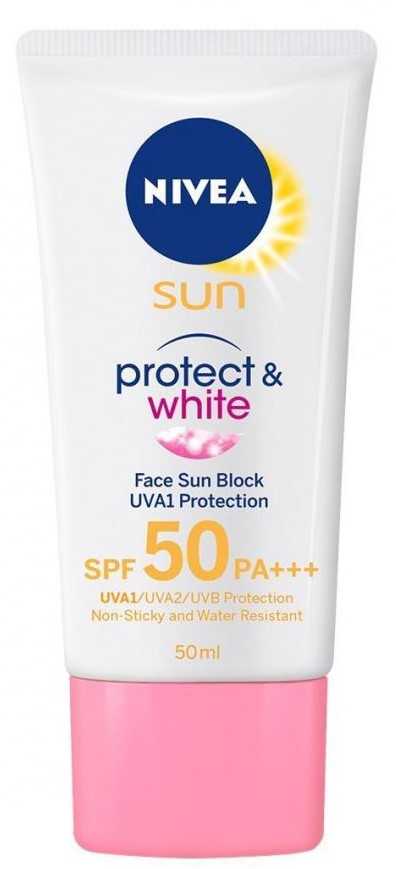 NIVEA
sun
protect &
white
Face Sun Block
UVA1 Protection
SPF 50 PA+++
UVA1/UVA2/UVB Protection
Non-Sticky and Water Resistant
50ml